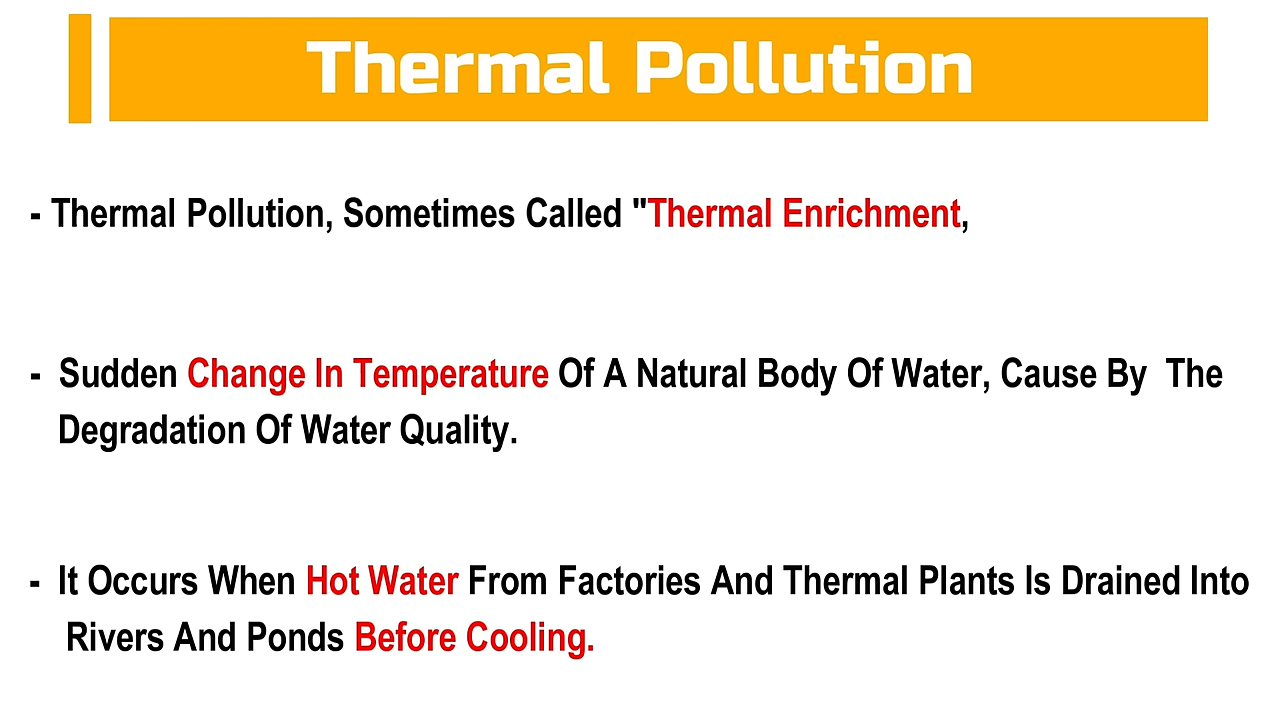 Thermal Pollution
- Thermal Pollution, Sometimes Called "Thermal Enrichment,
- Sudden Change In Temperature Of A Natural Body Of Water, Cause By The
Degradation Of Water Quality.
- It Occurs When Hot Water From Factories And Thermal Plants Is Drained Into
Rivers And Ponds Before Cooling.